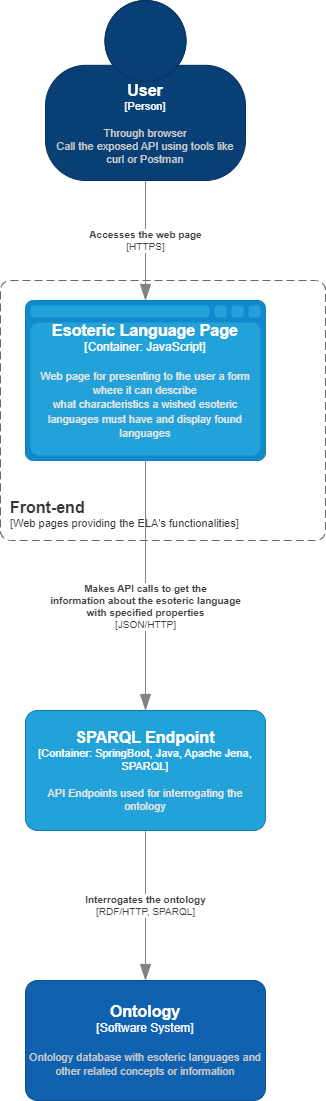 User
[Person]
Through browser
Call the exposed API using tools like
curl or Postman
Accesses the web page
[HTTPS]
Esoteric Language Page
[Container: JavaScript]
Web page for presenting to the user a form
where it can describe
what characteristics a wished esoteric
languages must have and display found
languages
Front-end
[Web pages providing the ELA's functionalities]
Makes API calls to get the
information about the esoteric language
with specified properties
[JSON/HTTP]
SPARQL Endpoint
[Container: SpringBoot, Java, Apache Jena,
SPARQL]
API Endpoints used for interrogating the
ontology
Interrogates the ontology
[RDF/HTTP, SPARQL]
Ontology
[Software System]
Ontology database with esoteric languages and
other related concepts or information